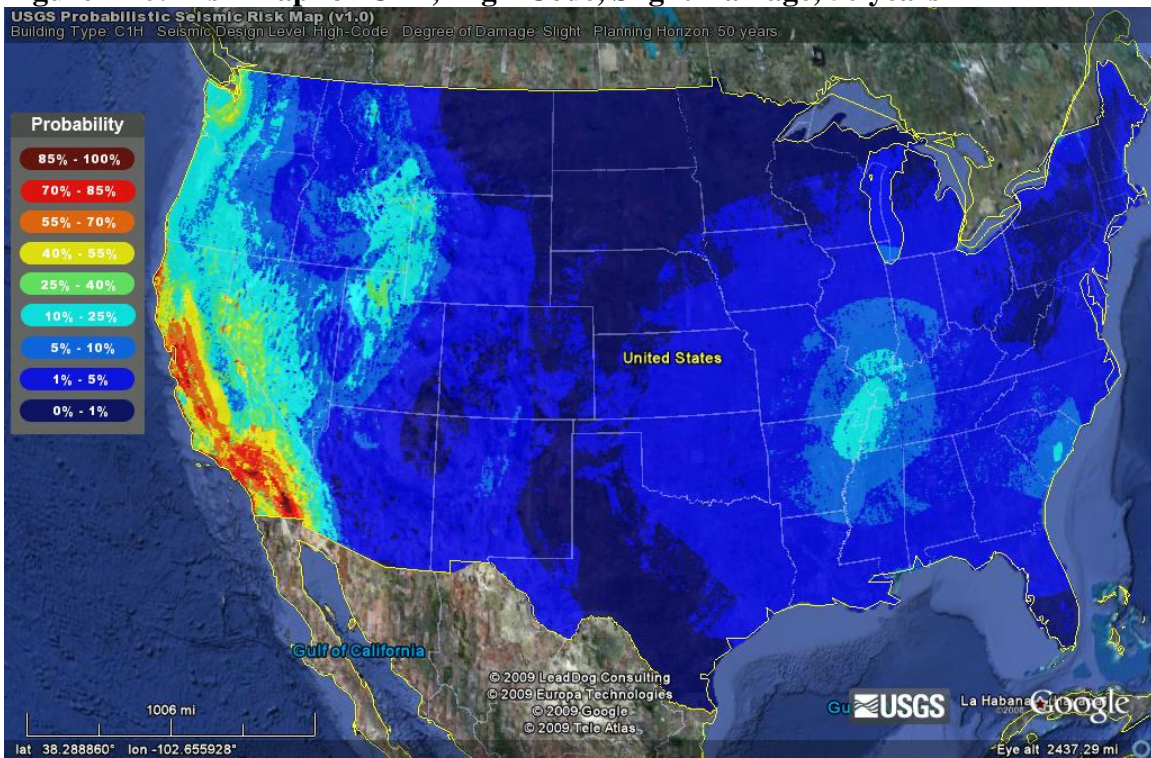 USGS Probabilistic Seismic Risk Map (v1.0)
Building Type: C1H Seismic Design Level: High-Code Degree of Damage: Slight Planning Horizon: 50 years
Probability
85% - 100%
70% - 85%
55% - 70%
40% - 55%
25% - 40%
10% - 25%
5% - 10%
1% - 5%
0% - 1%
United States
Gulf of California
© 2009 LeadDog Consulting
© 2009 Europa Technologies
© 2009 Google
© 2009 Tele Atlas
Gu
USGS
La Habana
Google
1006 mi
lat 38.288860° lon -102.655928°
Eye alt 2437.29 mi